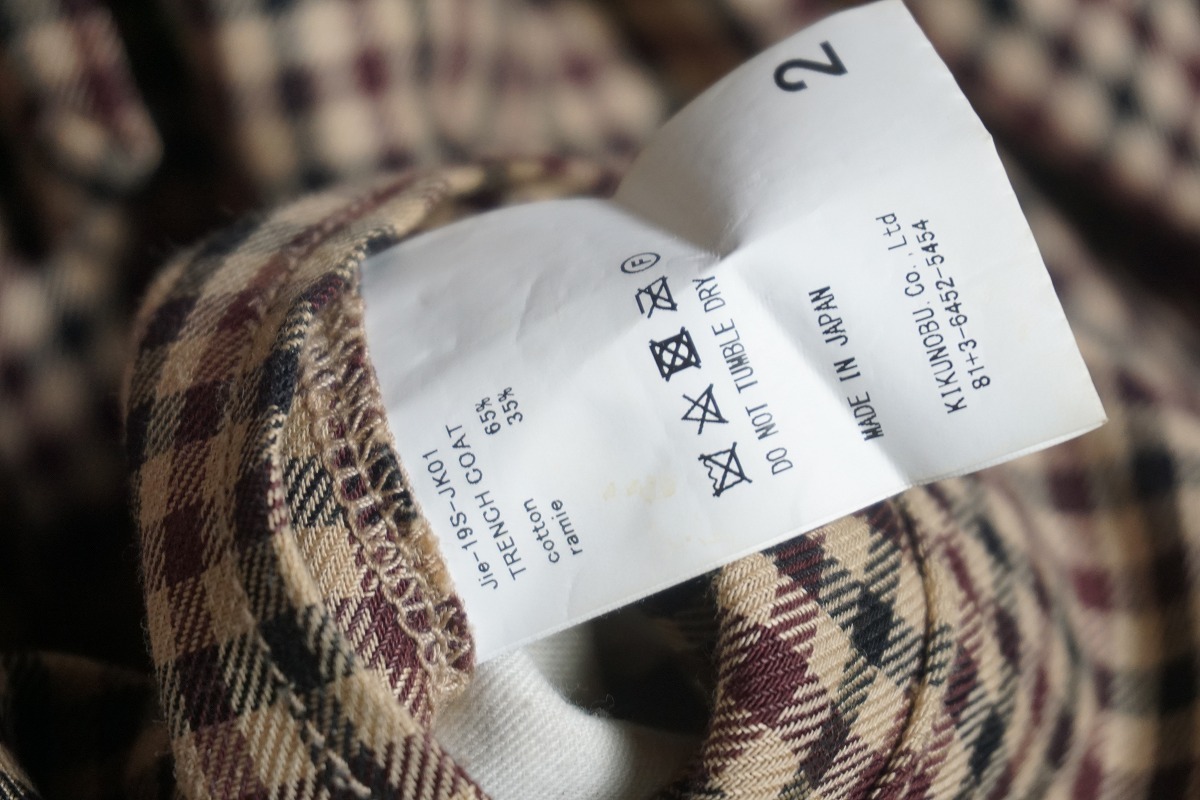 Jie-19S-JK01
TRENCH COAT
cotton 65%
ramie 35%
F
DO NOT TUMBLE DRY
MADE IN JAPAN
KIKUNOBU.Co.,Ltd
81+3-6452-5454
2